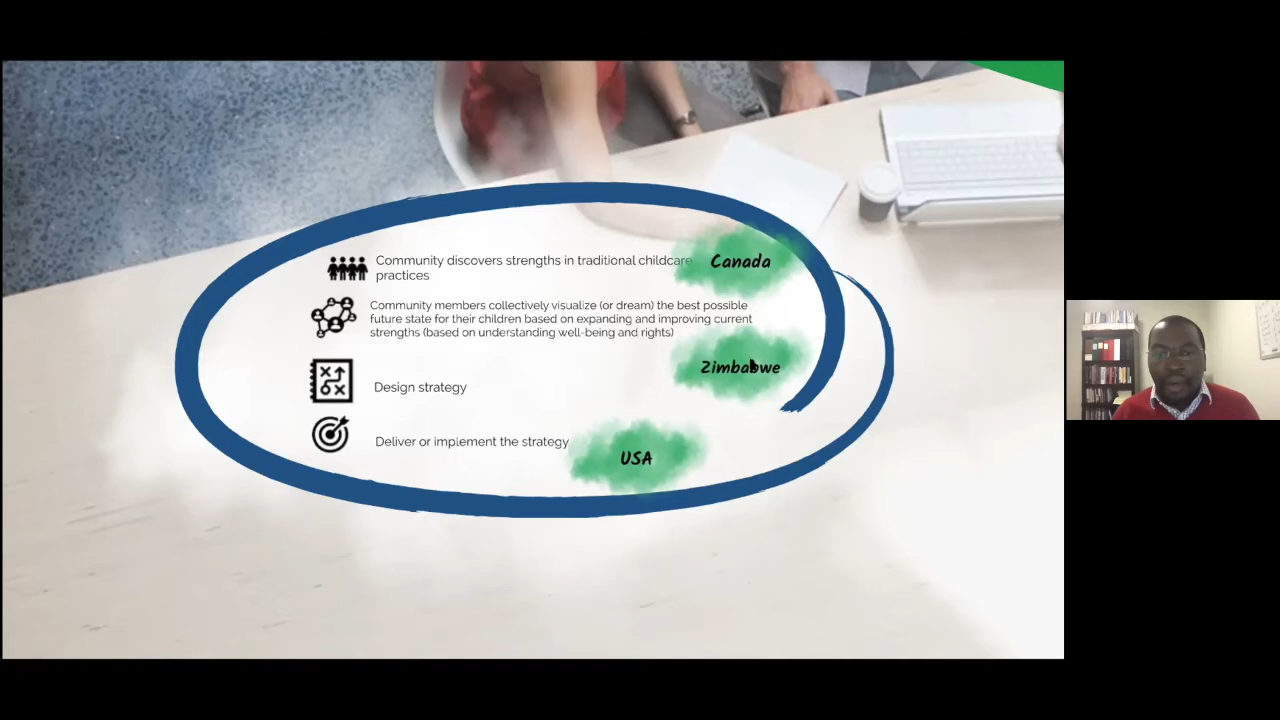 Community discovers strengths in traditional childcare
practices
Canada
Community members collectively visualize (or dream) the best possible
future state for their children based on expanding and improving current
strengths (based on understanding well-being and rights)
Zimbabwe
Design strategy
Deliver or implement the strategy
USA